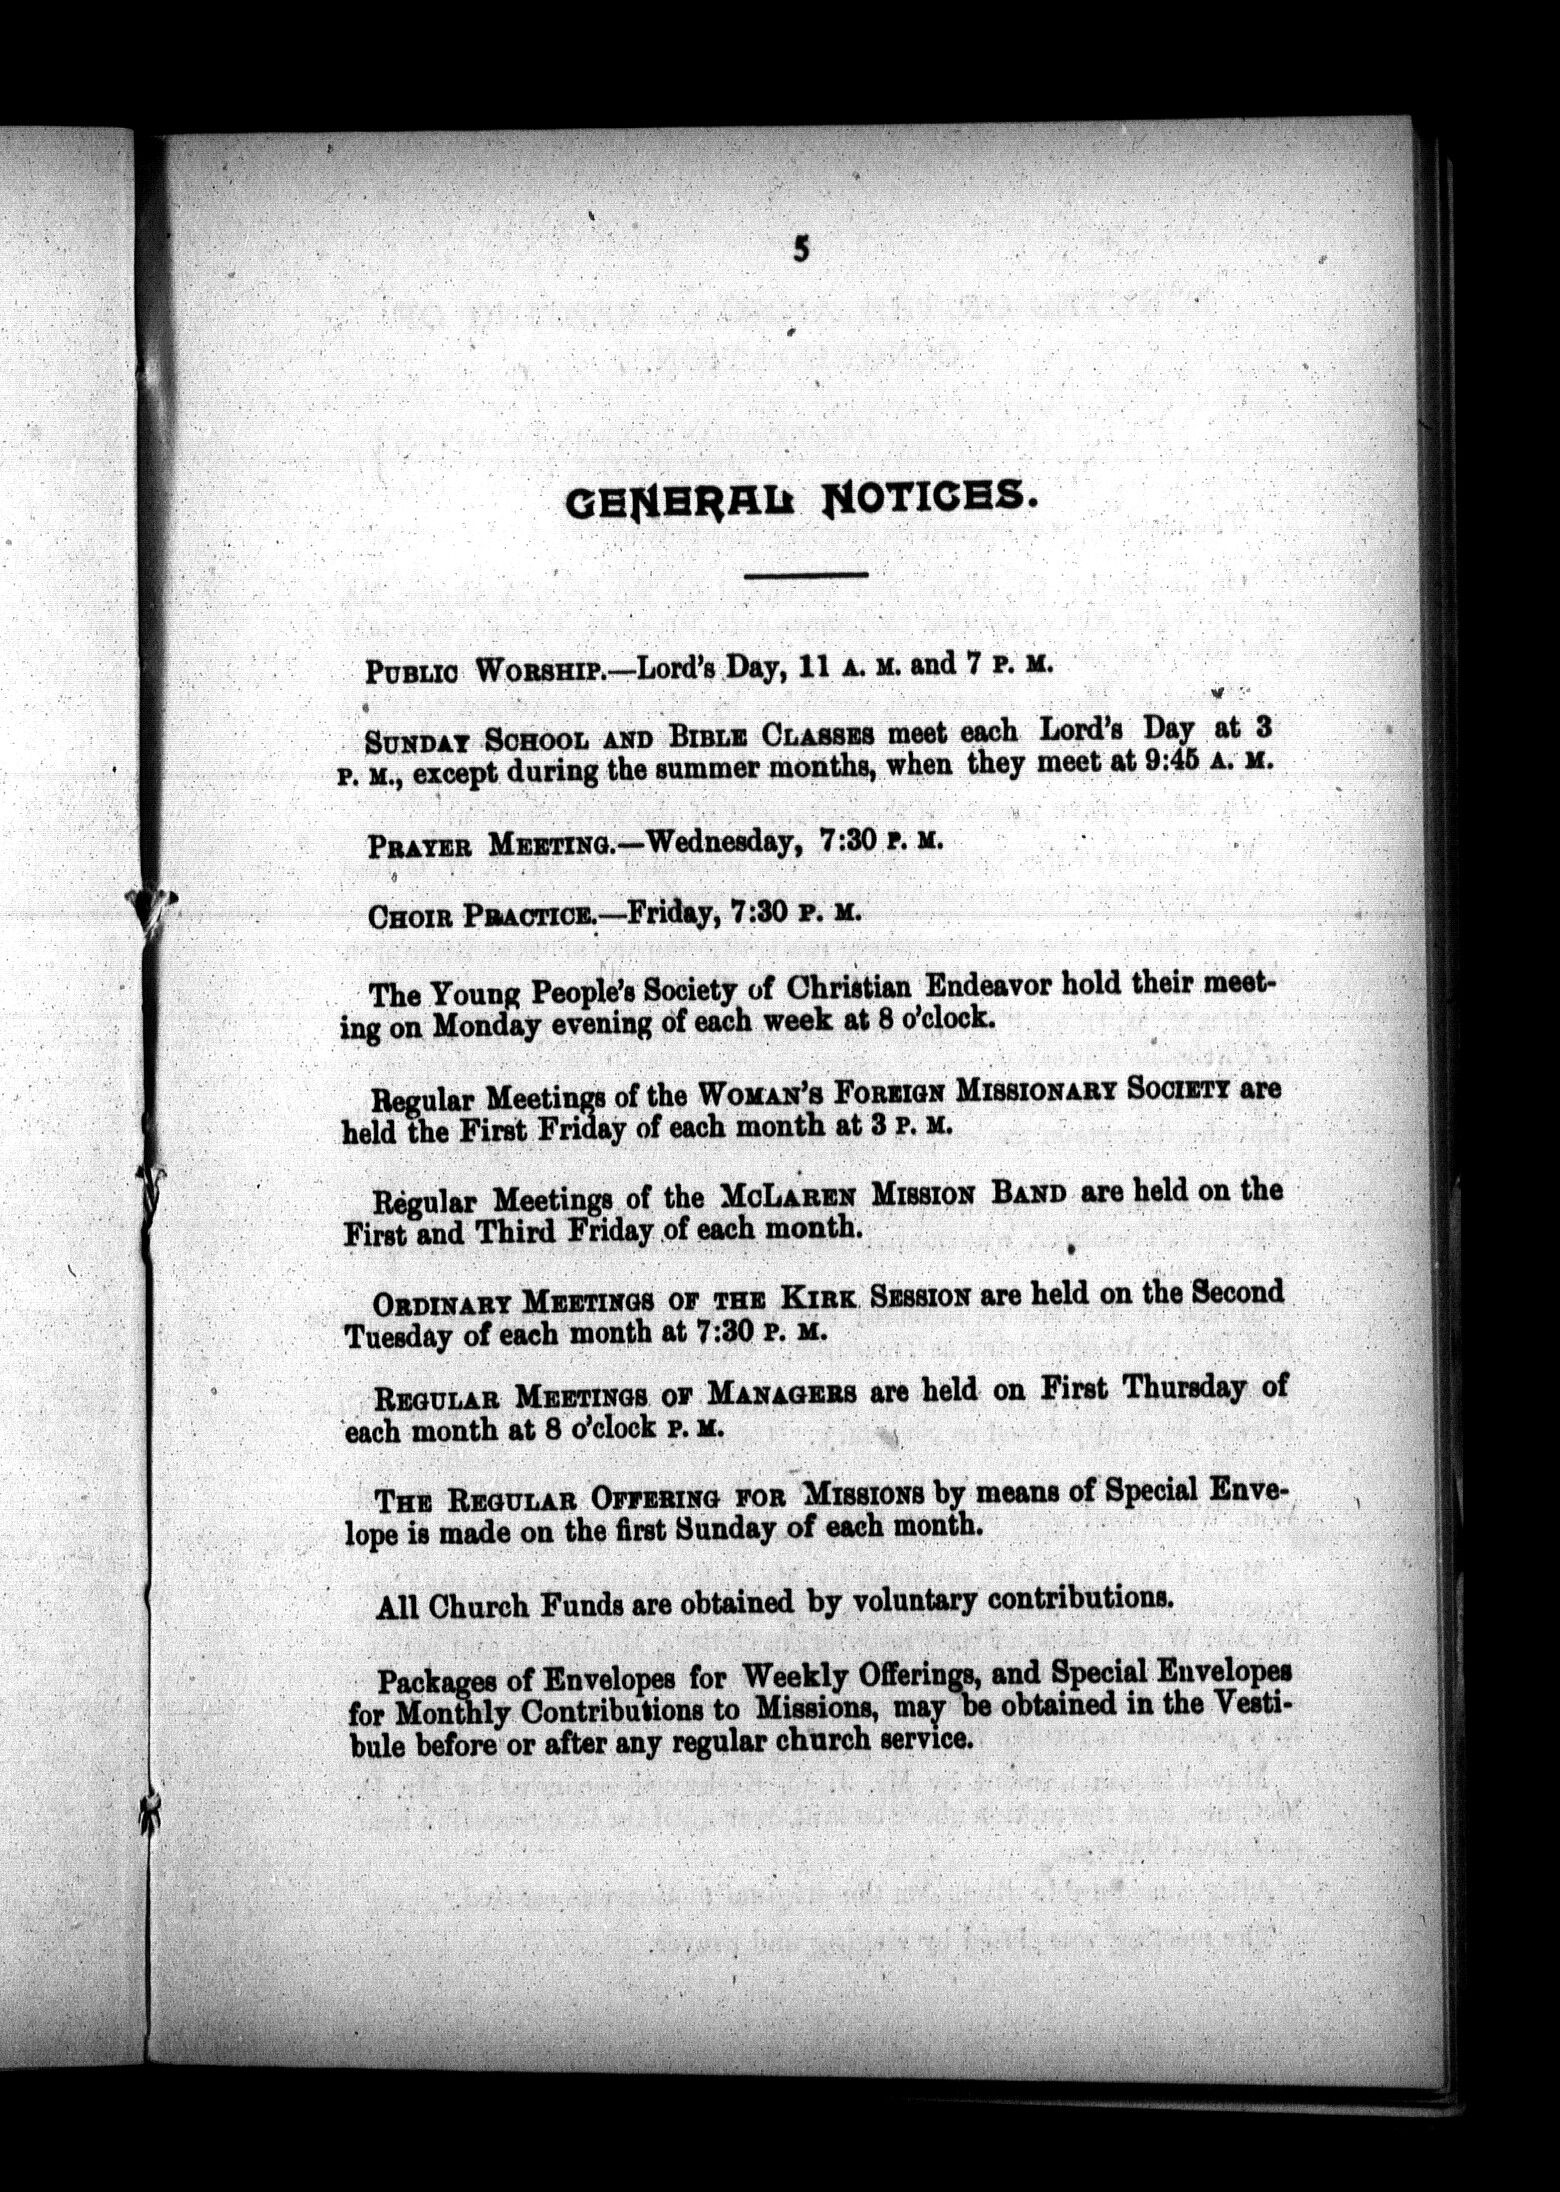 5
GENERAL NOTICES.
PUBLIC WORSHIP.—Lord's Day, 11 A. M. and 7 P. M.
SUNDAY SCHOOL AND BIBLE CLASSES meet each Lord's Day at 3
P. M., except during the summer months, when they meet at 9:45 A. M.
PRAYER MEETING.—Wednesday, 7:30 P. M.
CHOIR PRACTICE.—Friday, 7:30 P. M.
The Young People's Society of Christian Endeavor hold their meet-
ing on Monday evening of each week at 8 o'clock.
Regular Meetings of the WOMAN'S FOREIGN MISSIONARY SOCIETY are
held the First Friday of each month at 3 P. M.
Regular Meetings of the MCLAREN MISSION BAND are held on the
First and Third Friday of each month.
ORDINARY MEETINGS OF THE KIRK SESSION are held on the Second
Tuesday of each month at 7:30 P. M.
REGULAR MEETINGS OF MANAGERS are held on First Thursday of
each month at 8 o'clock P. M.
THE REGULAR OFFERING FOR MISSIONS by means of Special Enve-
lope is made on the first Sunday of each month.
All Church Funds are obtained by voluntary contributions.
Packages of Envelopes for Weekly Offerings, and Special Envelopes
for Monthly Contributions to Missions, may be obtained in the Vesti-
bule before or after any regular church service.